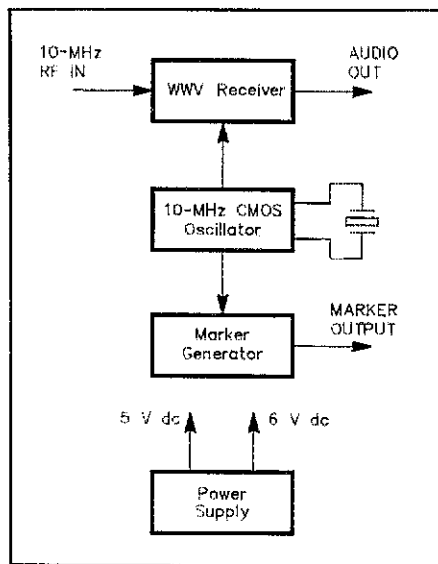 10-MHz
RF IN
WWV Receiver
AUDIO
OUT
10-MHz CMOS
Oscillator
Marker
Generator
MARKER
OUTPUT
5 V dc
6 V dc
Power
Supply